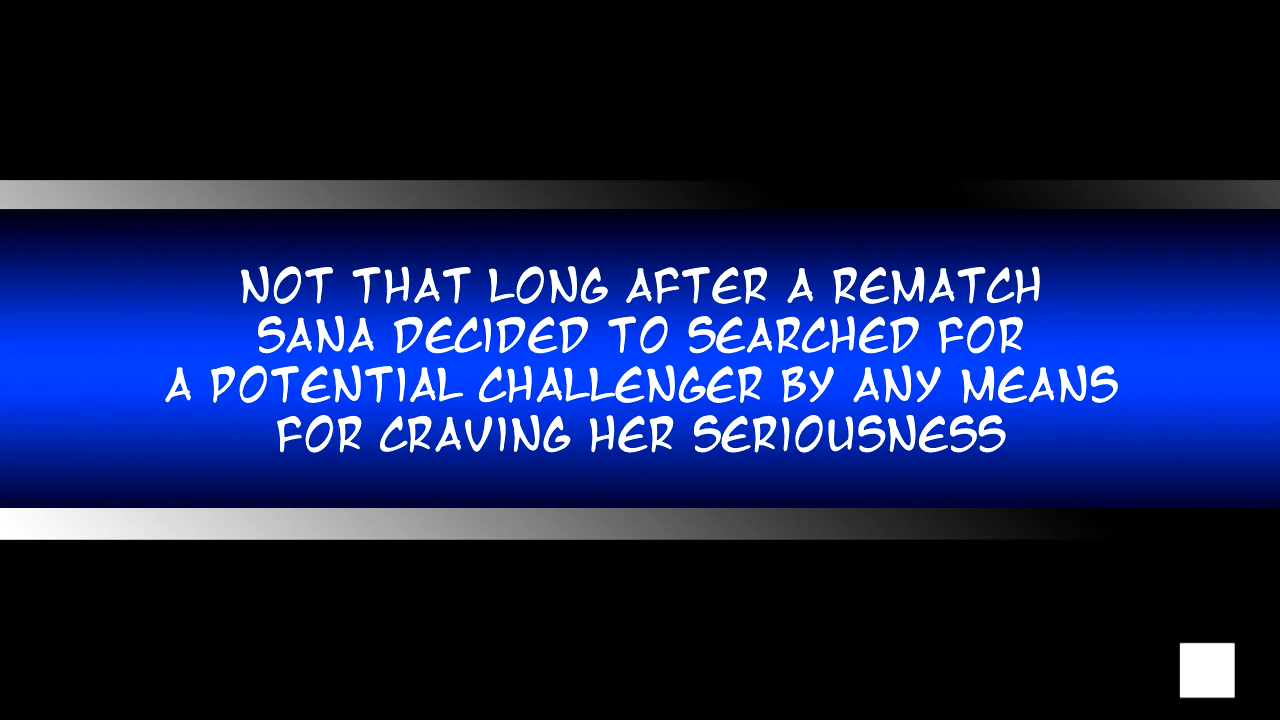 NOT THAT LONG AFTER A REMATCH
SANA DECIDED TO SEARCHED FOR
A POTENTIAL CHALLENGER BY ANY MEANS
FOR CRAVING HER SERIOUSNESS